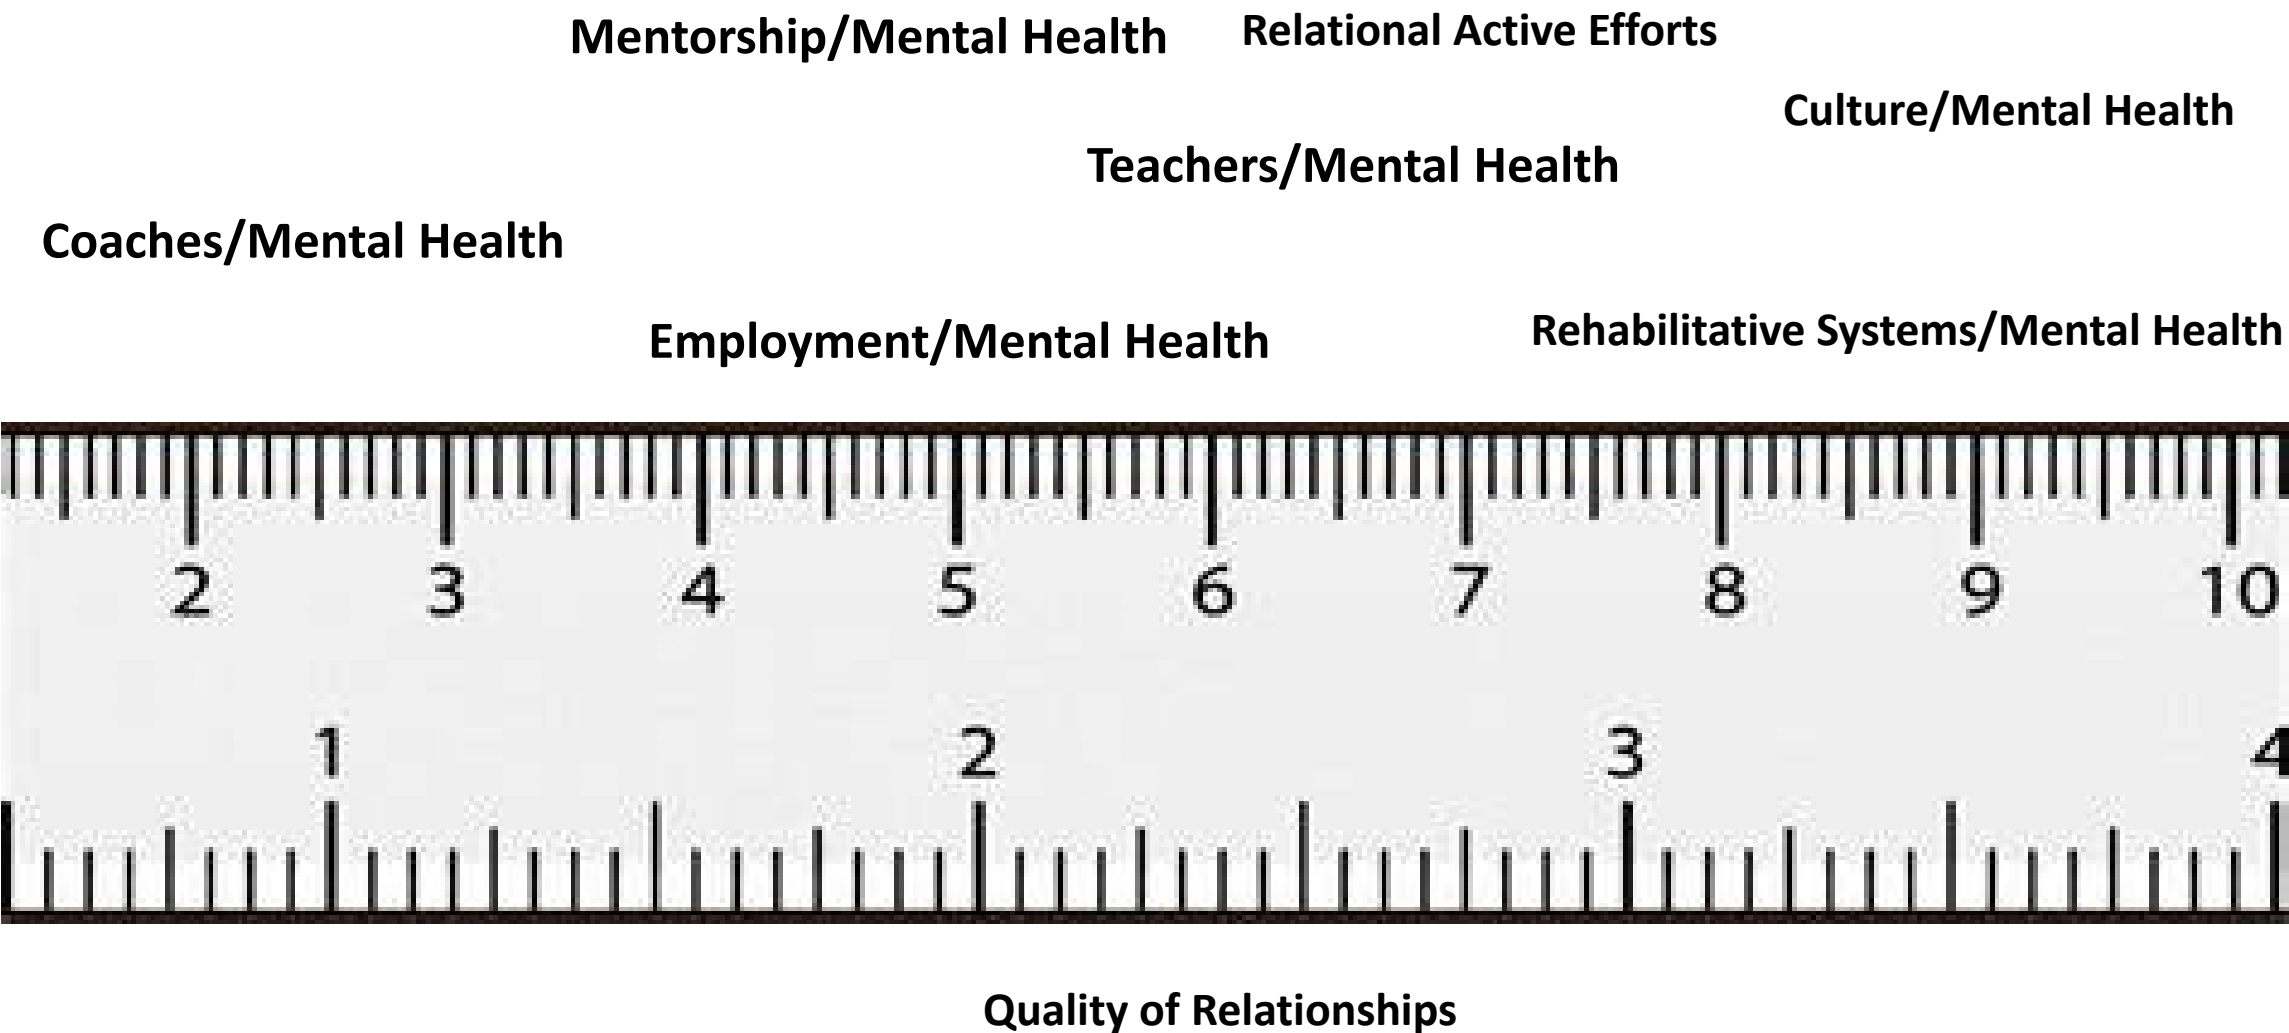 Mentorship/Mental Health
Relational Active Efforts
Culture/Mental Health
Teachers/Mental Health
Coaches/Mental Health
Employment/Mental Health
Rehabilitative Systems/Mental Health
2 3 4 5 6 7 8 9 10
1 2 3 4
Quality of Relationships